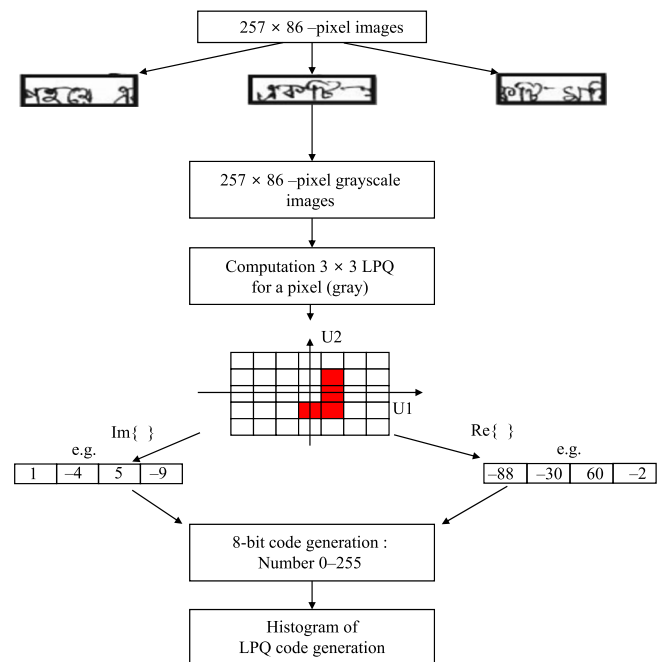 257 × 86 –pixel images
একটি
257 × 86 –pixel grayscale
images
Computation 3 × 3 LPQ
for a pixel (gray)
U2
U1
Im{ }
Re{ }
e.g.
e.g.
1 –4 5 –9
–88 –30 60 –2
8-bit code generation :
Number 0–255
Histogram of
LPQ code generation